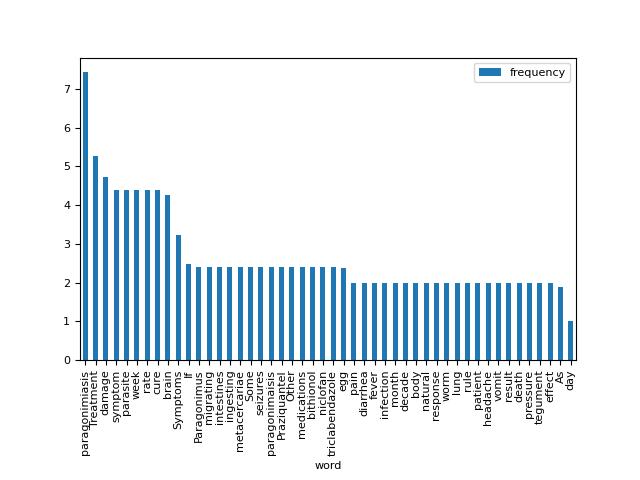 frequency
7
6
5
4
3
2
1
0
paragonimiasis
Treatment
damage
symptom
parasite
week
rate
cure
brain
Symptoms
If
Paragonimus
migrating
intestines
ingesting
metacercariae
Some
seizures
paragonimaisis
Praziquantel
Other
medications
bithionol
niclofan
triclabendazole
egg
pain
diarrhea
fever
infection
month
decade
body
natural
response
worm
lung
rule
patient
headache
vomit
result
death
pressure
tegument
effect
As
day
word